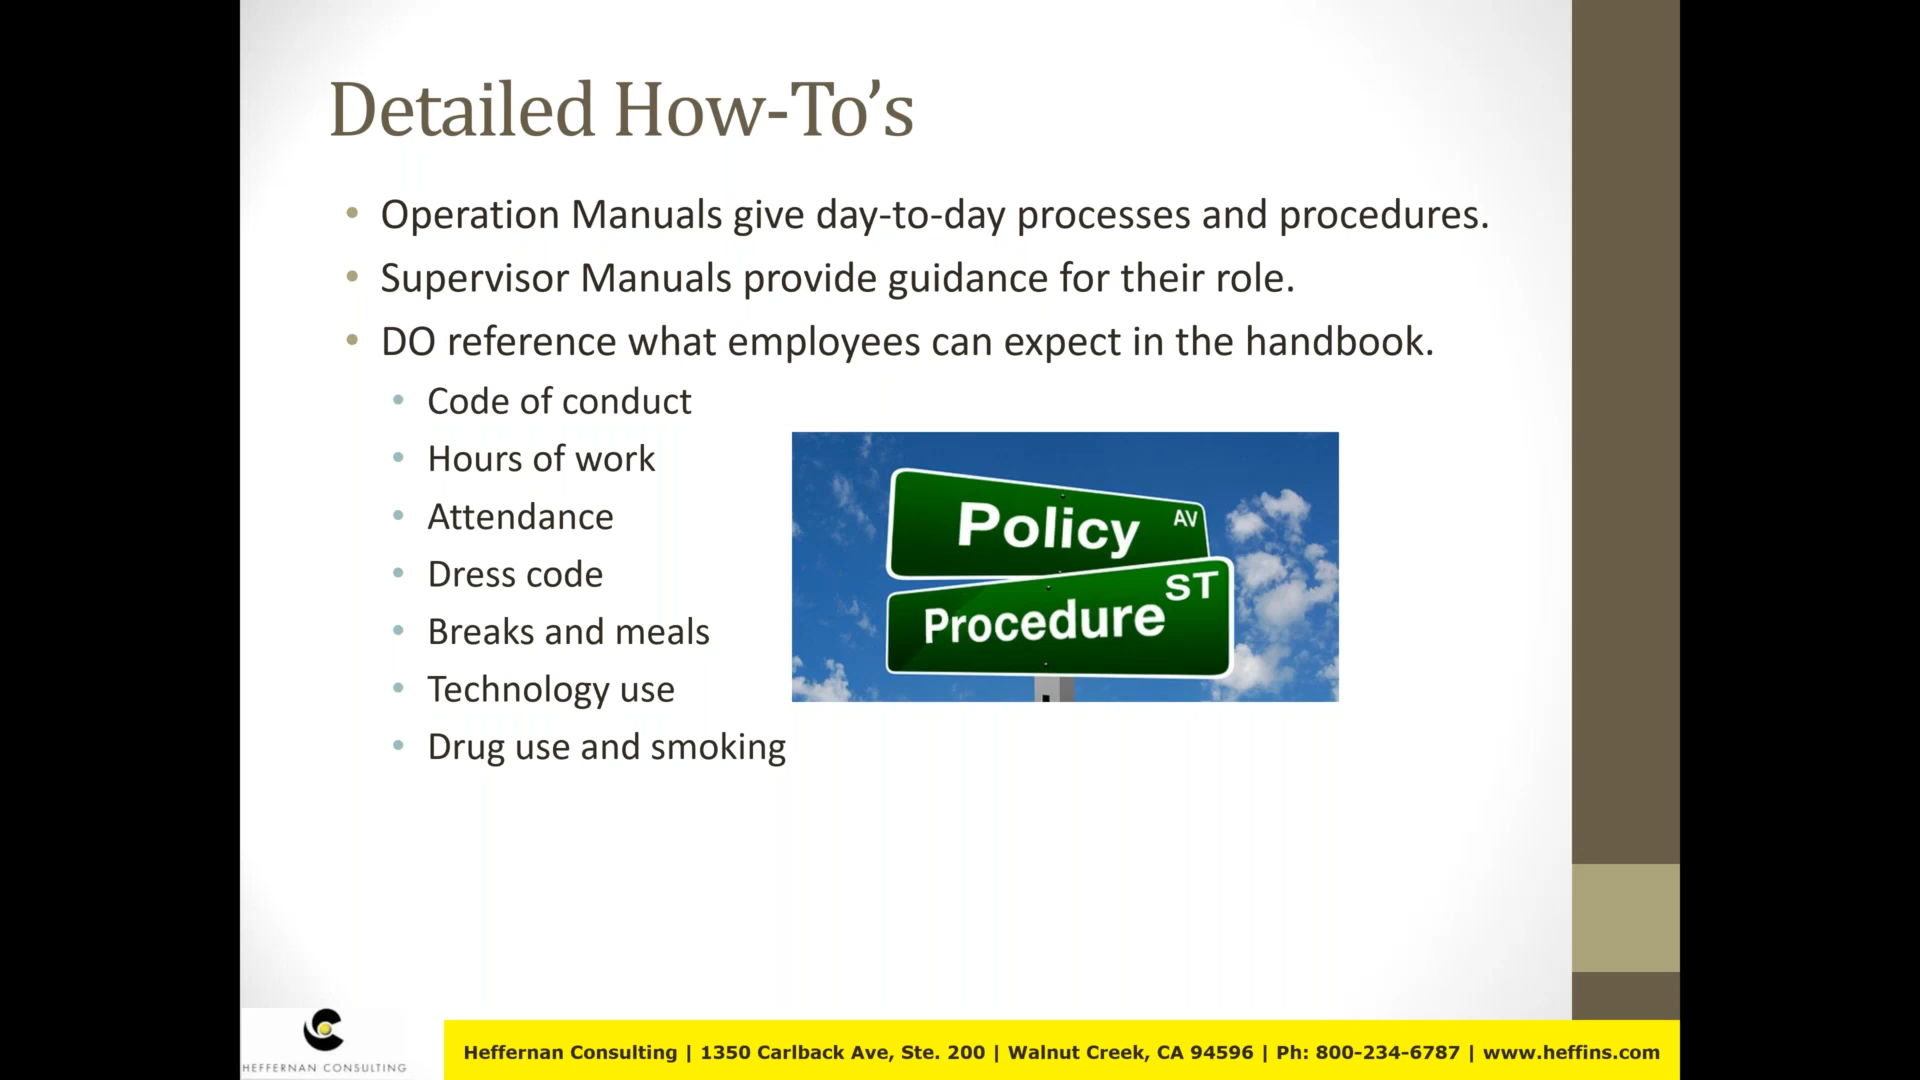 Detailed How-To’s
• Operation Manuals give day-to-day processes and procedures.
• Supervisor Manuals provide guidance for their role.
• DO reference what employees can expect in the handbook.
• Code of conduct
• Hours of work
• Attendance
• Dress code
• Breaks and meals
• Technology use
• Drug use and smoking
Policy AV
Procedure ST
HEFFERNAN CONSULTING
Heffernan Consulting | 1350 Carlback Ave, Ste. 200 | Walnut Creek, CA 94596 | Ph: 800-234-6787 | www.heffins.com